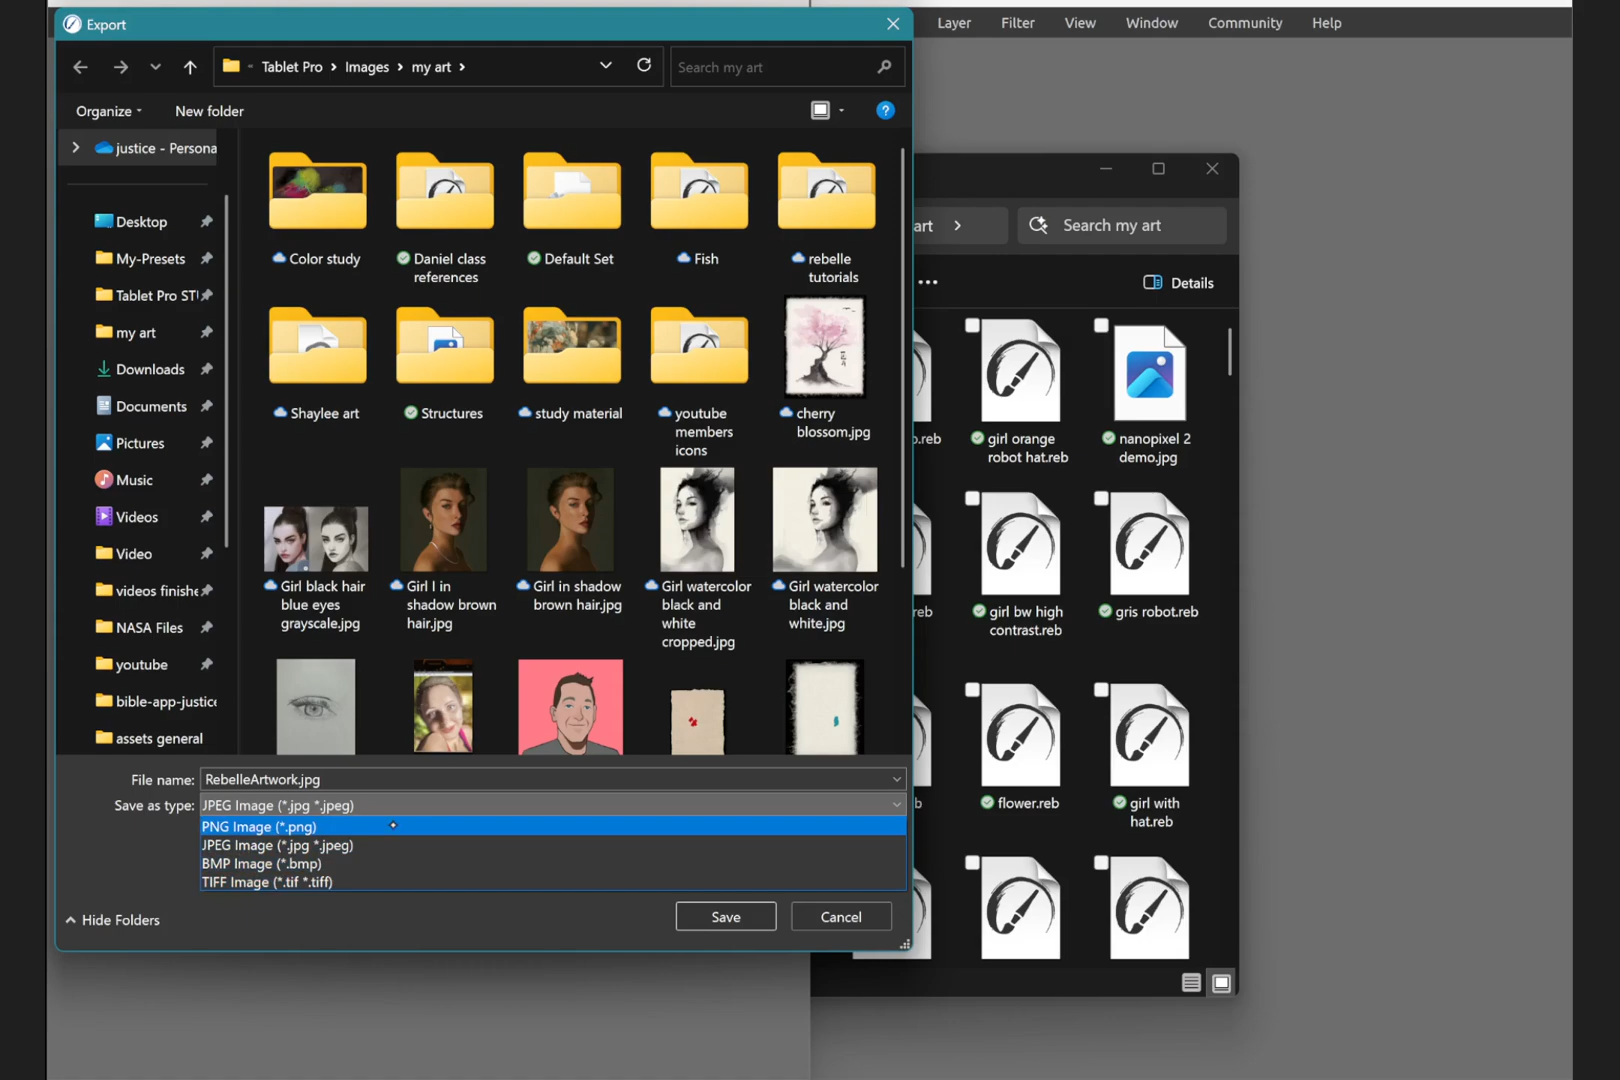 Export
Layer
Filter
View
Window
Community
Help
Tablet Pro
Images
my art
Search my art
Organize
New folder
justice - Persona
Desktop
My-Presets
Tablet Pro ST
my art
Downloads
Documents
Pictures
Music
Videos
Video
videos finishe
NASA Files
youtube
bible-app-justice
assets general
Color study
Daniel class
references
Default Set
Fish
rebelle
tutorials
Shaylee art
Structures
study material
youtube
members
icons
cherry
blossom.jpg
Girl black hair
blue eyes
grayscale.jpg
Girl I in
shadow brown
hair.jpg
Girl in shadow
brown hair.jpg
Girl watercolor
black and
white
cropped.jpg
Girl watercolor
black and
white.jpg
File name:
RebelleArtwork.jpg
Save as type:
JPEG Image (*.jpg *.jpeg)
PNG Image (*.png)
JPEG Image (*.jpg *.jpeg)
BMP Image (*.bmp)
TIFF Image (*.tif *.tiff)
Hide Folders
Save
Cancel
art
Search my art
Details
o.reb
girl orange
robot hat.reb
nanopixel 2
demo.jpg
reb
girl bw high
contrast.reb
gris robot.reb
b
flower.reb
girl with
hat.reb